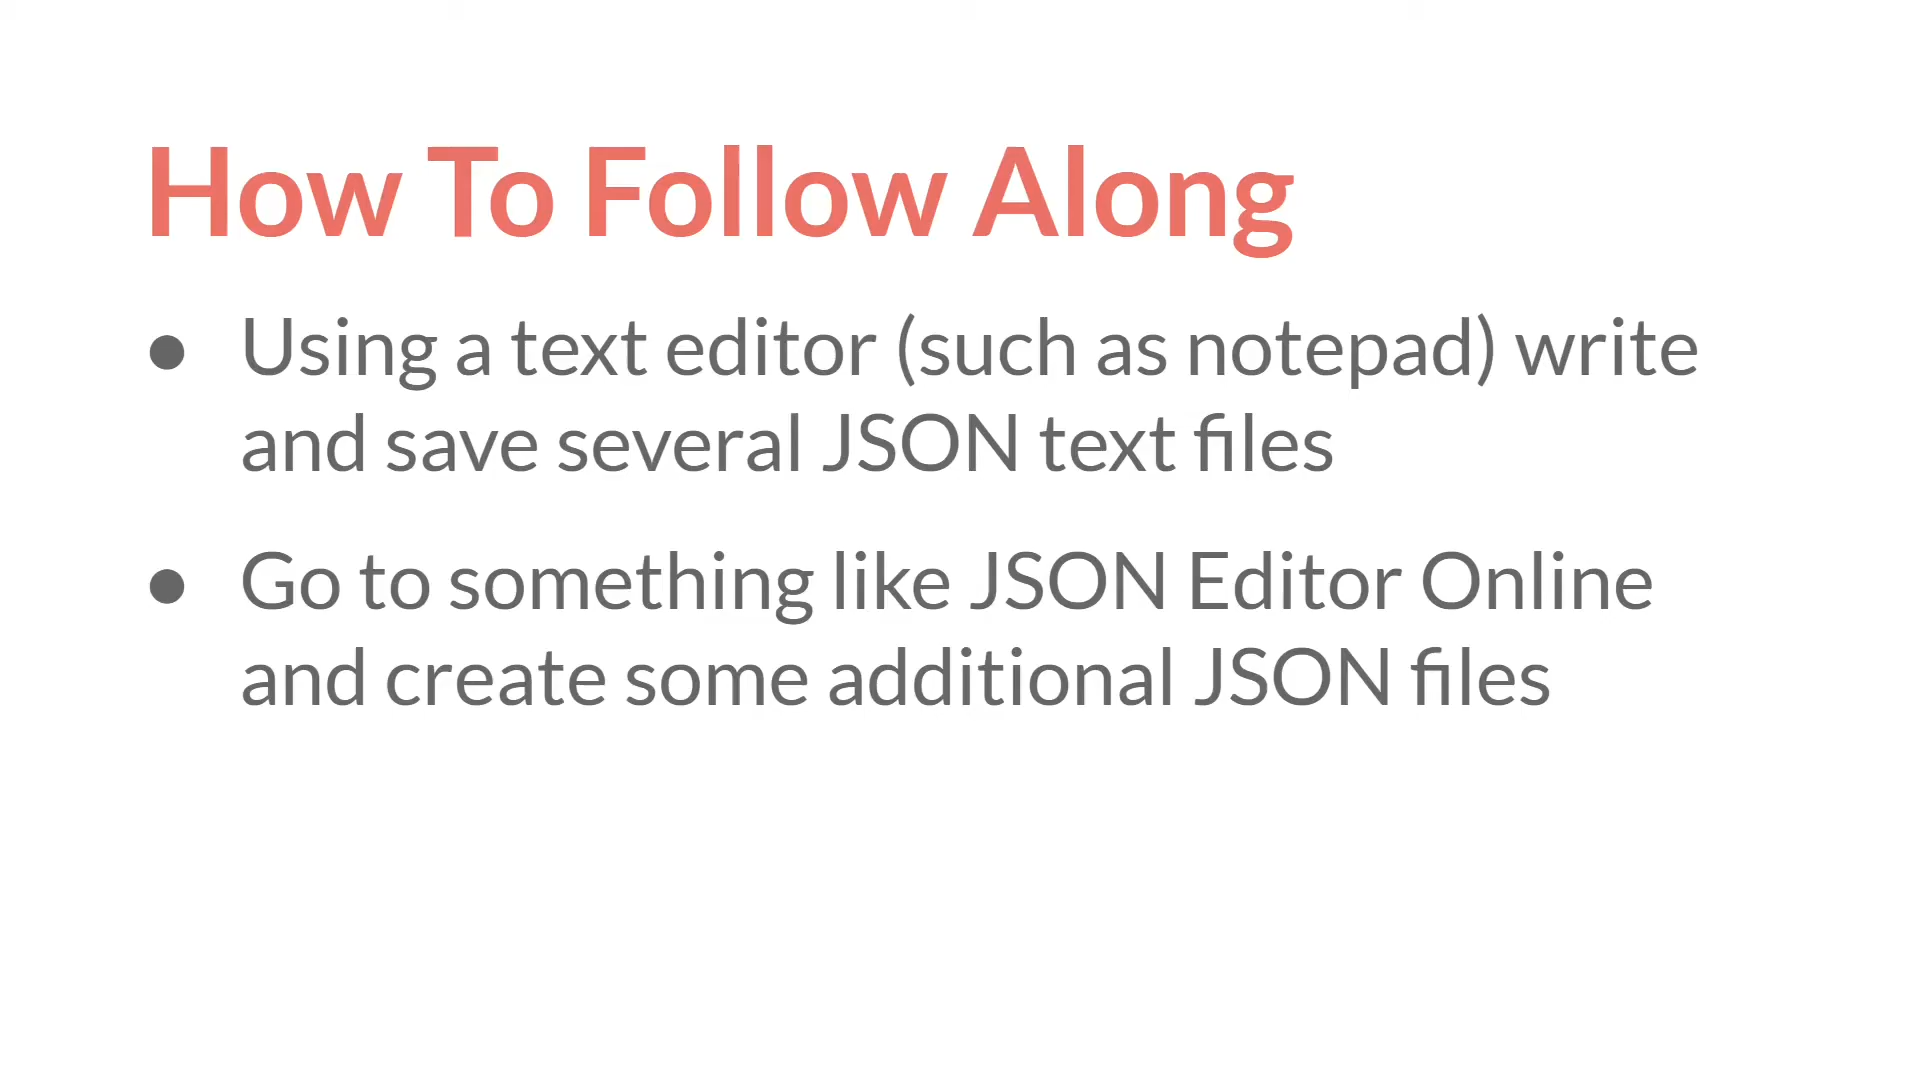 How To Follow Along
● Using a text editor (such as notepad) write
and save several JSON text files
● Go to something like JSON Editor Online
and create some additional JSON files